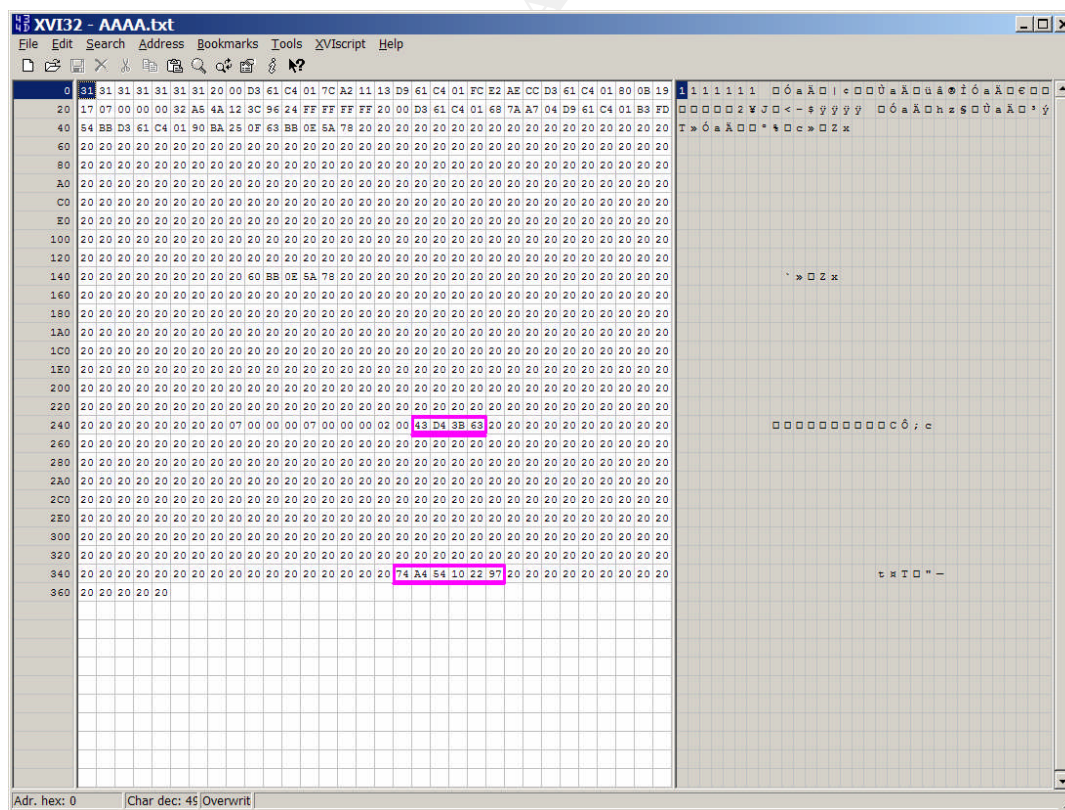 XVI32 - AAAA.txt
File Edit Search Address Bookmarks Tools XVIscript Help
0 31 31 31 31 31 31 31 20 00 D3 61 C4 01 7C A2 11 13 D9 61 C4 01 FC E2 AE CC D3 61 C4 01 80 0B 19 1 1 1 1 1 1 1 □ Ó a Ä □ | ¢ □ □ Ù a Ä □ ü â ® Ì Ó a Ä □ € □ □
20 17 07 00 00 00 32 A5 4A 12 3C 96 24 FF FF FF FF 20 00 D3 61 C4 01 68 7A A7 04 D9 61 C4 01 B3 FD □ □ □ □ □ 2 ¥ J □ < – $ ÿ ÿ ÿ ÿ □ Ó a Ä □ h z § □ Ù a Ä □ ³ ý
40 54 BB D3 61 C4 01 90 BA 25 0F 63 BB 0E 5A 78 20 20 20 20 20 20 20 20 20 20 20 20 20 20 20 20 20 T » Ó a Ä □ □ º % □ c » □ Z x
60 20 20 20 20 20 20 20 20 20 20 20 20 20 20 20 20 20 20 20 20 20 20 20 20 20 20 20 20 20 20 20 20
80 20 20 20 20 20 20 20 20 20 20 20 20 20 20 20 20 20 20 20 20 20 20 20 20 20 20 20 20 20 20 20 20
A0 20 20 20 20 20 20 20 20 20 20 20 20 20 20 20 20 20 20 20 20 20 20 20 20 20 20 20 20 20 20 20 20
C0 20 20 20 20 20 20 20 20 20 20 20 20 20 20 20 20 20 20 20 20 20 20 20 20 20 20 20 20 20 20 20 20
E0 20 20 20 20 20 20 20 20 20 20 20 20 20 20 20 20 20 20 20 20 20 20 20 20 20 20 20 20 20 20 20 20
100 20 20 20 20 20 20 20 20 20 20 20 20 20 20 20 20 20 20 20 20 20 20 20 20 20 20 20 20 20 20 20 20
120 20 20 20 20 20 20 20 20 20 20 20 20 20 20 20 20 20 20 20 20 20 20 20 20 20 20 20 20 20 20 20 20
140 20 20 20 20 20 20 20 20 20 60 BB 0E 5A 78 20 20 20 20 20 20 20 20 20 20 20 20 20 20 20 20 20 20 ` » □ Z x
160 20 20 20 20 20 20 20 20 20 20 20 20 20 20 20 20 20 20 20 20 20 20 20 20 20 20 20 20 20 20 20 20
180 20 20 20 20 20 20 20 20 20 20 20 20 20 20 20 20 20 20 20 20 20 20 20 20 20 20 20 20 20 20 20 20
1A0 20 20 20 20 20 20 20 20 20 20 20 20 20 20 20 20 20 20 20 20 20 20 20 20 20 20 20 20 20 20 20 20
1C0 20 20 20 20 20 20 20 20 20 20 20 20 20 20 20 20 20 20 20 20 20 20 20 20 20 20 20 20 20 20 20 20
1E0 20 20 20 20 20 20 20 20 20 20 20 20 20 20 20 20 20 20 20 20 20 20 20 20 20 20 20 20 20 20 20 20
200 20 20 20 20 20 20 20 20 20 20 20 20 20 20 20 20 20 20 20 20 20 20 20 20 20 20 20 20 20 20 20 20
220 20 20 20 20 20 20 20 20 20 20 20 20 20 20 20 20 20 20 20 20 20 20 20 20 20 20 20 20 20 20 20 20
240 20 20 20 20 20 20 20 20 07 00 00 00 07 00 00 00 02 00 43 D4 3B 63 20 20 20 20 20 20 20 20 20 20 □ □ □ □ □ □ □ □ □ □ C Ô ; c
260 20 20 20 20 20 20 20 20 20 20 20 20 20 20 20 20 20 20 20 20 20 20 20 20 20 20 20 20 20 20 20 20
280 20 20 20 20 20 20 20 20 20 20 20 20 20 20 20 20 20 20 20 20 20 20 20 20 20 20 20 20 20 20 20 20
2A0 20 20 20 20 20 20 20 20 20 20 20 20 20 20 20 20 20 20 20 20 20 20 20 20 20 20 20 20 20 20 20 20
2C0 20 20 20 20 20 20 20 20 20 20 20 20 20 20 20 20 20 20 20 20 20 20 20 20 20 20 20 20 20 20 20 20
2E0 20 20 20 20 20 20 20 20 20 20 20 20 20 20 20 20 20 20 20 20 20 20 20 20 20 20 20 20 20 20 20 20
300 20 20 20 20 20 20 20 20 20 20 20 20 20 20 20 20 20 20 20 20 20 20 20 20 20 20 20 20 20 20 20 20
320 20 20 20 20 20 20 20 20 20 20 20 20 20 20 20 20 20 20 20 20 20 20 20 20 20 20 20 20 20 20 20 20
340 20 20 20 20 20 20 20 20 20 20 20 20 20 20 20 20 20 74 A4 54 10 22 97 20 20 20 20 20 20 20 20 20 t ¤ T □ " —
360 20 20 20 20 20
Adr. hex: 0 Char dec: 49 Overwrit